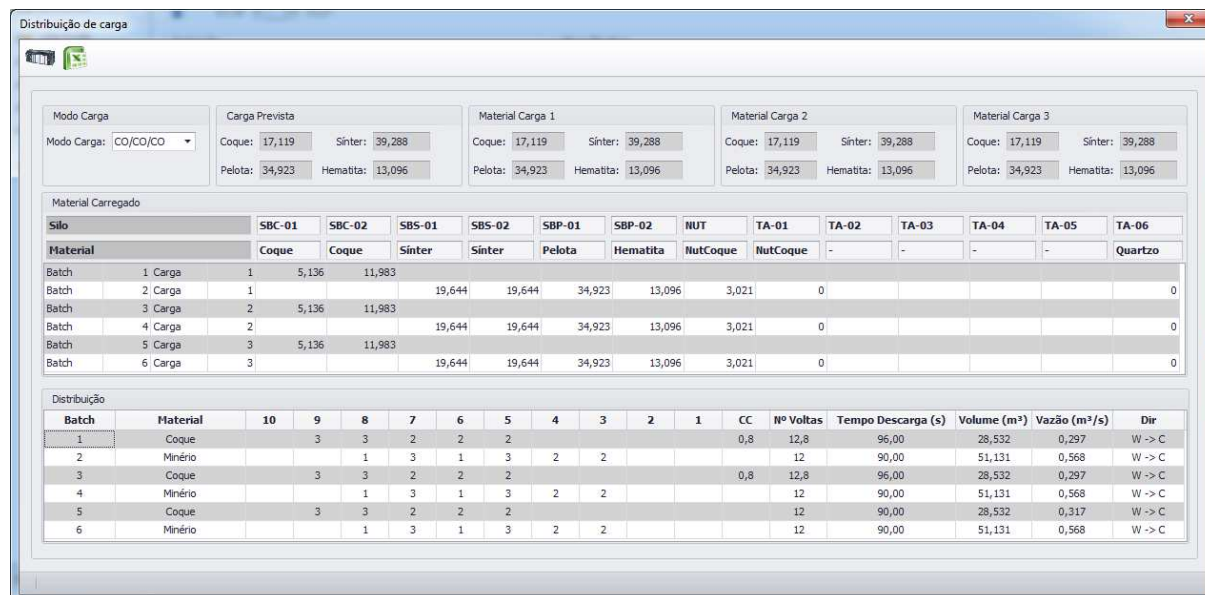 Distribuição de carga
Modo Carga Carga Prevista Material Carga 1 Material Carga 2 Material Carga 3
Modo Carga: CO/CO/CO Coque: 17,119 Sínter: 39,288 Coque: 17,119 Sínter: 39,288 Coque: 17,119 Sínter: 39,288 Coque: 17,119 Sínter: 39,288
Pelota: 34,923 Hematita: 13,096 Pelota: 34,923 Hematita: 13,096 Pelota: 34,923 Hematita: 13,096 Pelota: 34,923 Hematita: 13,096
Material Carregado
Silo SBC-01 SBC-02 SBS-01 SBS-02 SBP-01 SBP-02 NUT TA-01 TA-02 TA-03 TA-04 TA-05 TA-06
Material Coque Coque Sínter Sínter Pelota Hematita NutCoque NutCoque - - - - Quartzo
Batch 1 Carga 1 5,136 11,983
Batch 2 Carga 1 19,644 19,644 34,923 13,096 3,021 0 0
Batch 3 Carga 2 5,136 11,983
Batch 4 Carga 2 19,644 19,644 34,923 13,096 3,021 0 0
Batch 5 Carga 3 5,136 11,983
Batch 6 Carga 3 19,644 19,644 34,923 13,096 3,021 0 0
Distribuição
Batch Material 10 9 8 7 6 5 4 3 2 1 CC Nº Voltas Tempo Descarga (s) Volume (m³) Vazão (m³/s) Dir
1 Coque 3 3 2 2 2 0,8 12,8 96,00 28,532 0,297 W -> C
2 Minério 1 3 1 3 2 2 12 90,00 51,131 0,568 W -> C
3 Coque 3 3 2 2 2 0,8 12,8 96,00 28,532 0,297 W -> C
4 Minério 1 3 1 3 2 2 12 90,00 51,131 0,568 W -> C
5 Coque 3 3 2 2 2 12 90,00 28,532 0,317 W -> C
6 Minério 1 3 1 3 2 2 12 90,00 51,131 0,568 W -> C